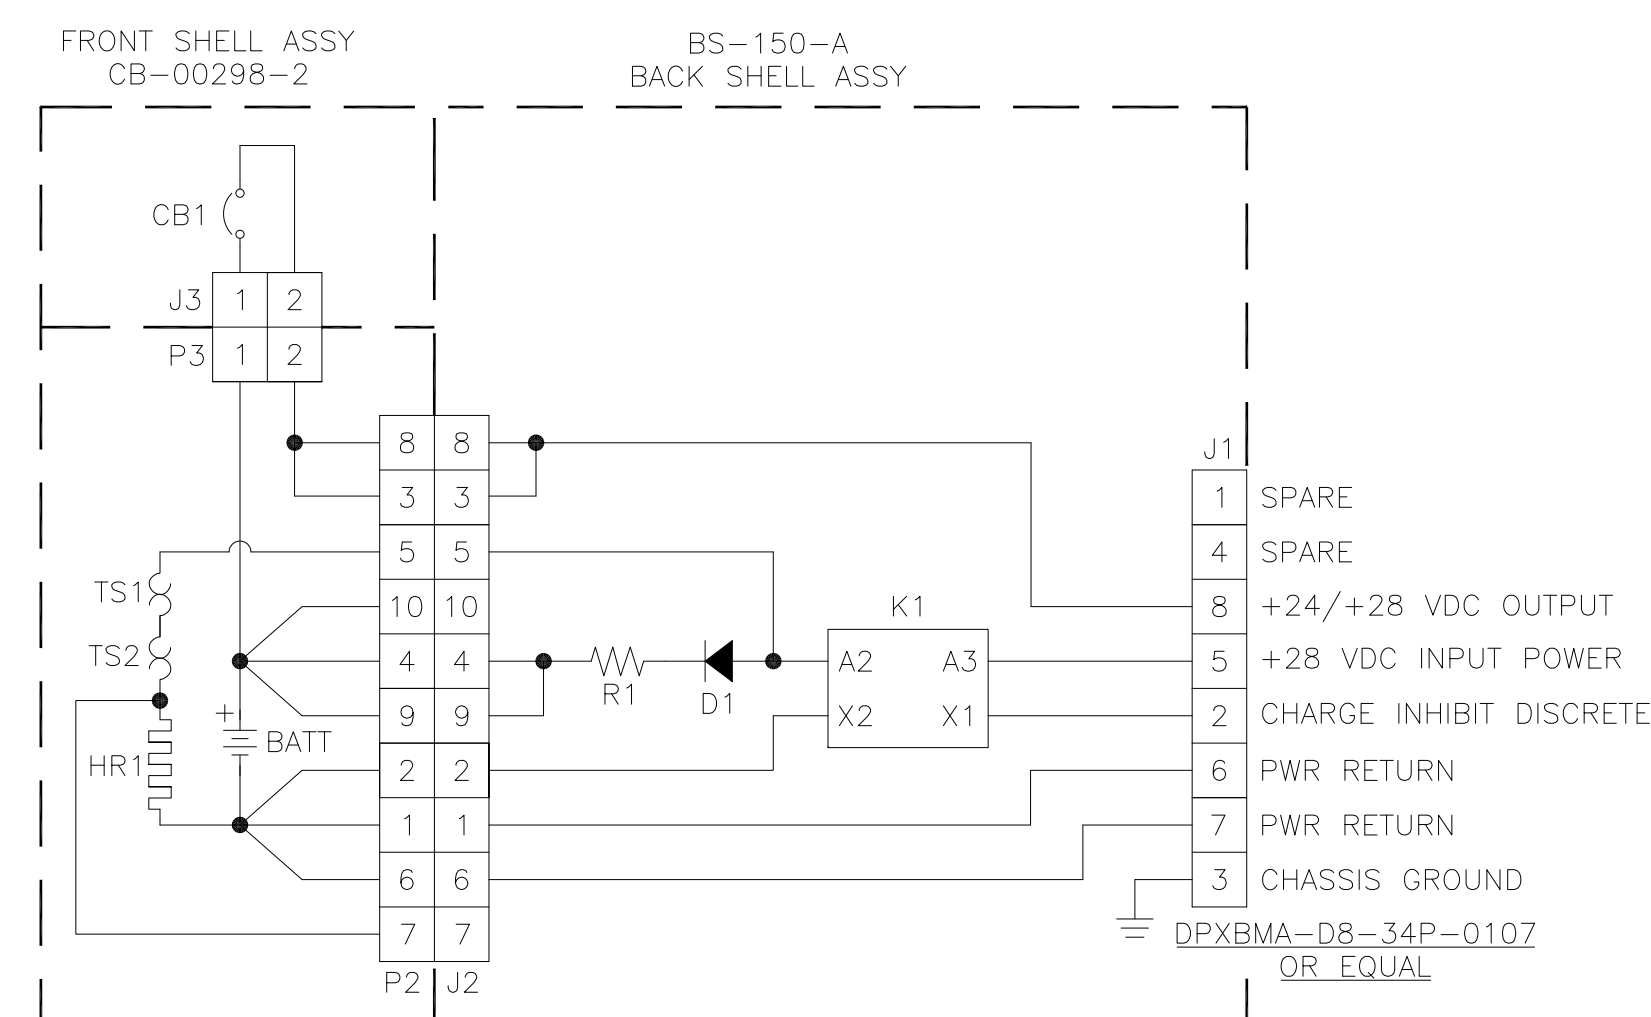 FRONT SHELL ASSY
CB-00298-2
BS-150-A
BACK SHELL ASSY
CB1
J3 1 2
P3 1 2
8 8
J1
3 3
1 SPARE
5 5
4 SPARE
TS1
10 10
K1
8 +24/+28 VDC OUTPUT
TS2
4 4
R1
D1
A2 A3
5 +28 VDC INPUT POWER
+
BATT
9 9
X2 X1
2 CHARGE INHIBIT DISCRETE
HR1
2 2
6 PWR RETURN
1 1
7 PWR RETURN
6 6
3 CHASSIS GROUND
7 7
DPXBMA-D8-34P-0107
OR EQUAL
P2 J2